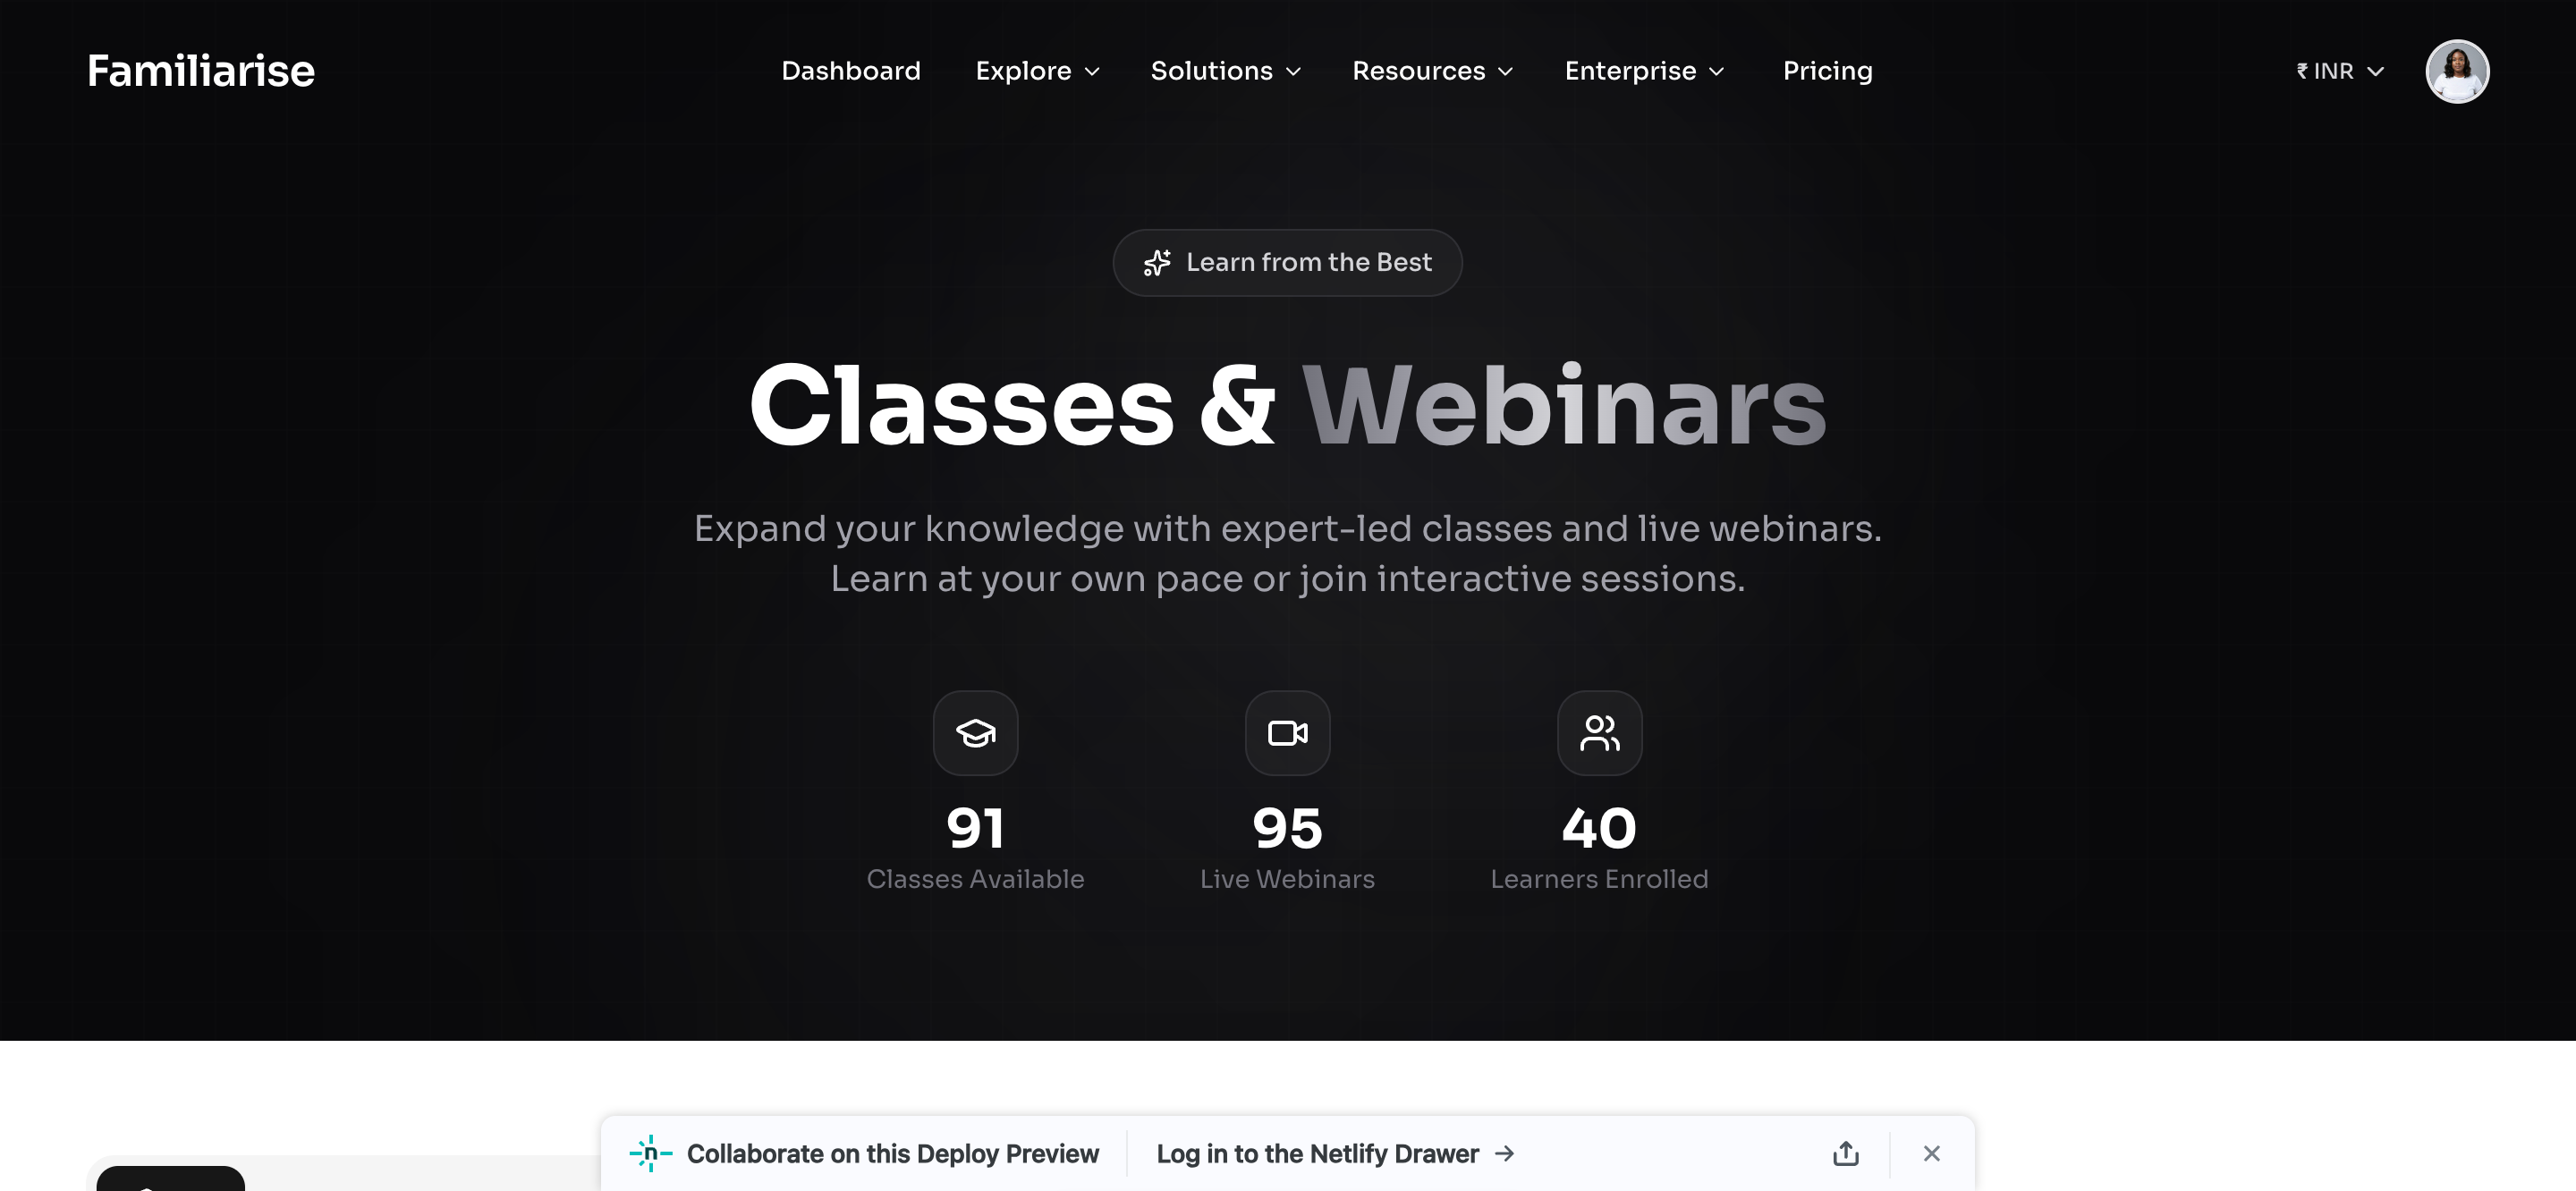 Familiarise
Dashboard
Explore
Solutions
Resources
Enterprise
Pricing
₹ INR
Learn from the Best
Classes & Webinars
Expand your knowledge with expert-led classes and live webinars.
Learn at your own pace or join interactive sessions.
91
Classes Available
95
Live Webinars
40
Learners Enrolled
Collaborate on this Deploy Preview
Log in to the Netlify Drawer →